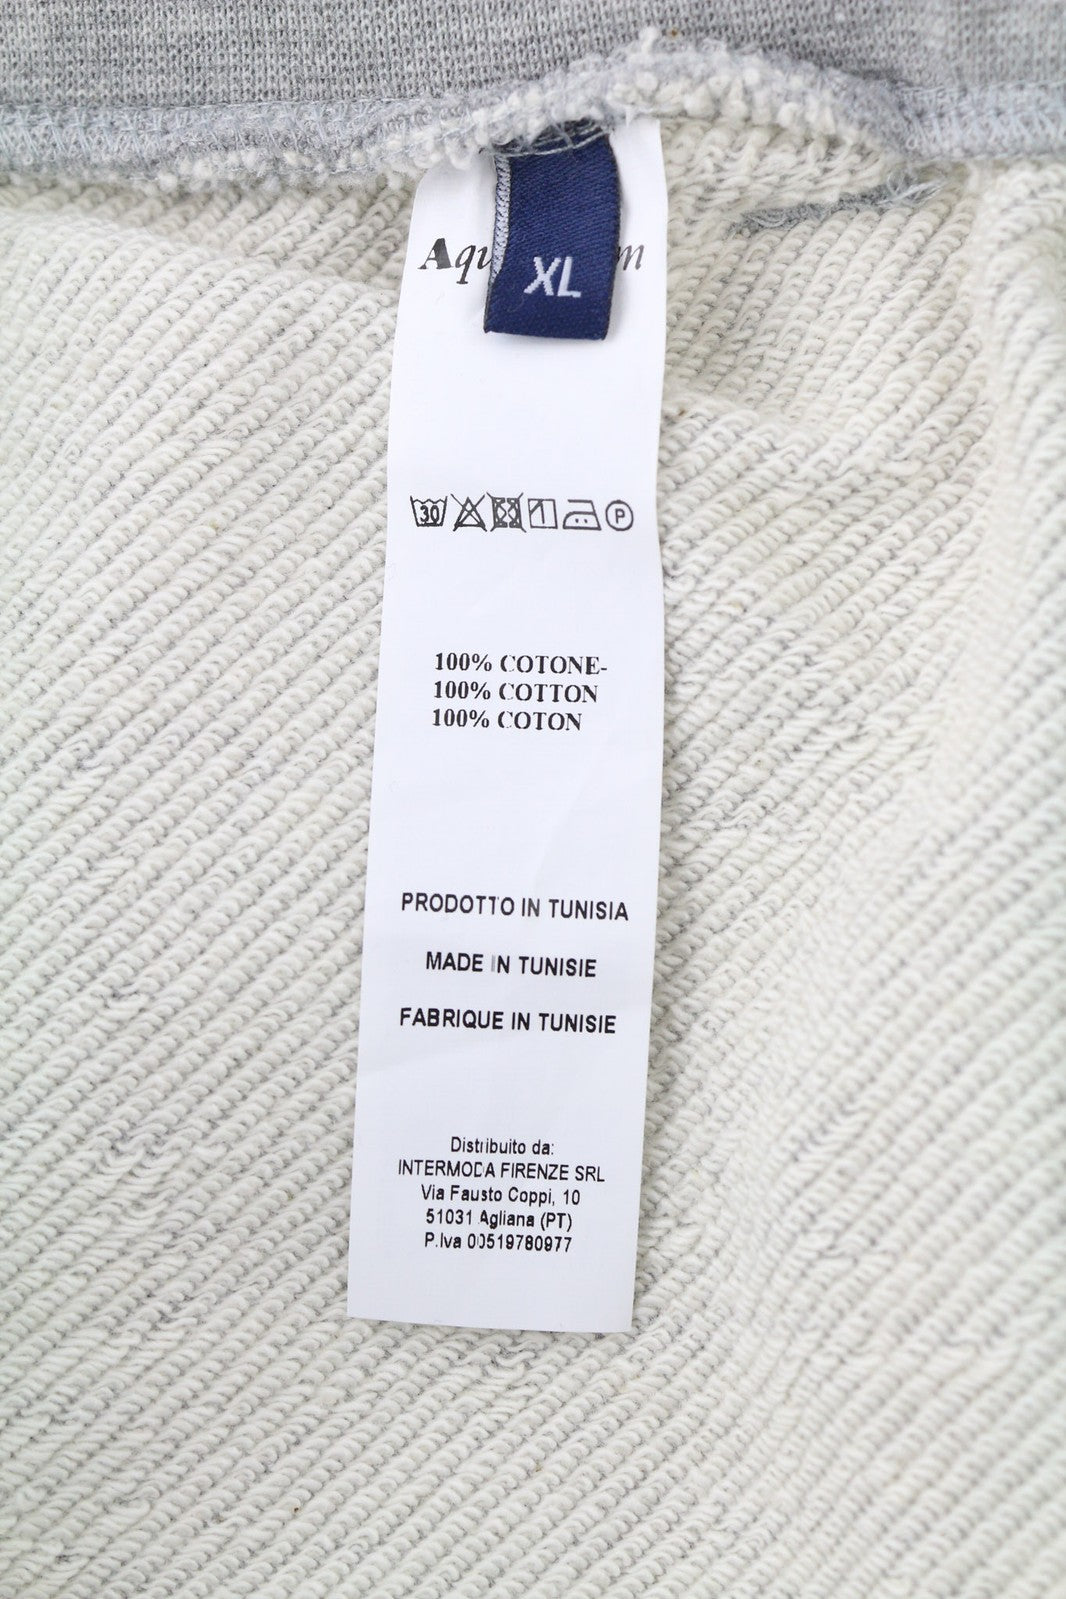 XL
30 P
100% COTONE-
100% COTTON
100% COTON
PRODOTTO IN TUNISIA
MADE IN TUNISIE
FABRIQUE IN TUNISIE
Distribuito da:
INTERMODA FIRENZE SRL
Via Fausto Coppi, 10
51031 Agliana (PT)
P.Iva 00519780977